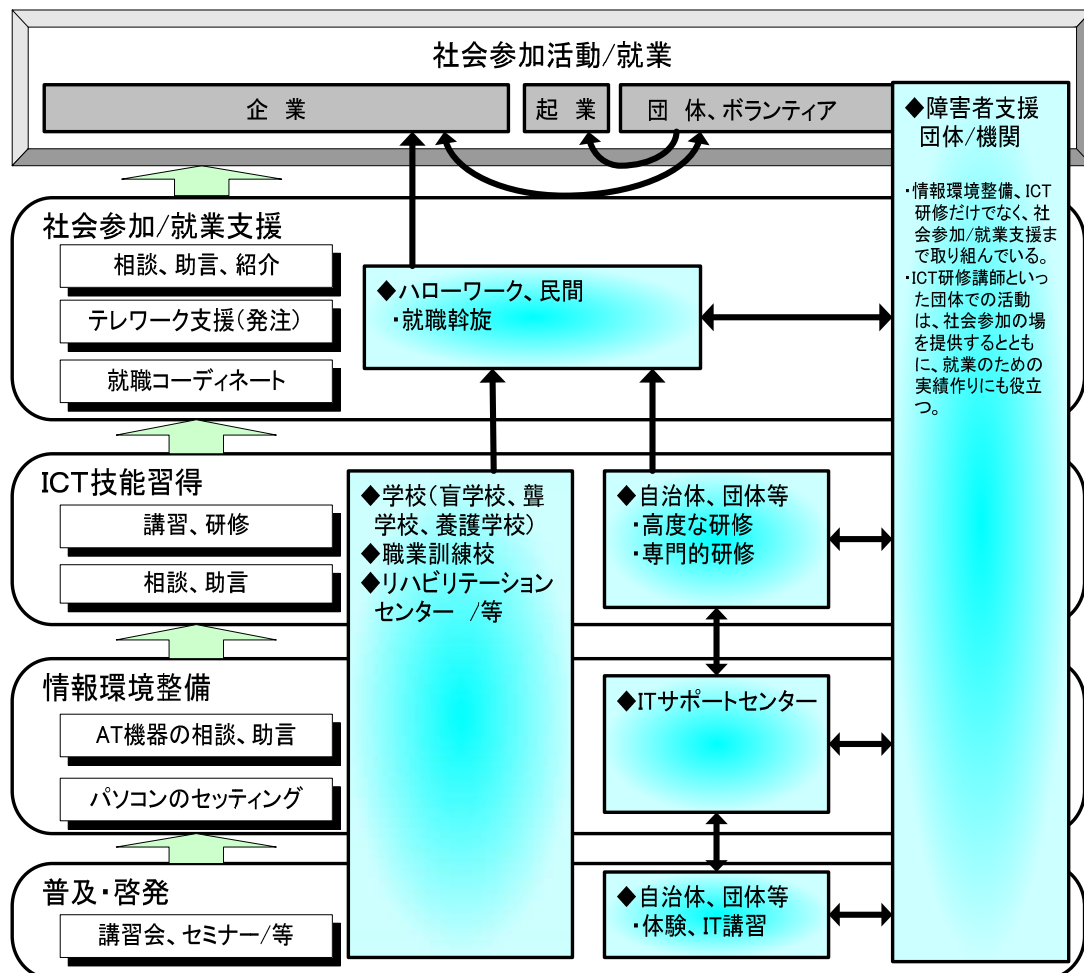 社会参加活動/就業
企 業
起 業
団 体、ボランティア
◆障害者支援
団体/機関
・情報環境整備、ICT
研修だけでなく、社
会参加/就業支援ま
で取り組んでいる。
・ICT研修講師といっ
た団体での活動
は、社会参加の場
を提供するととも
に、就業のための
実績作りにも役立
つ。
社会参加/就業支援
相談、助言、紹介
テレワーク支援(発注)
就職コーディネート
◆ハローワーク、民間
・就職斡旋
ICT技能習得
講習、研修
相談、助言
◆学校(盲学校、聾
学校、養護学校)
◆職業訓練校
◆リハビリテーション
センター /等
◆自治体、団体等
・高度な研修
・専門的研修
情報環境整備
AT機器の相談、助言
パソコンのセッティング
◆ITサポートセンター
普及・啓発
講習会、セミナー/等
◆自治体、団体等
・体験、IT講習